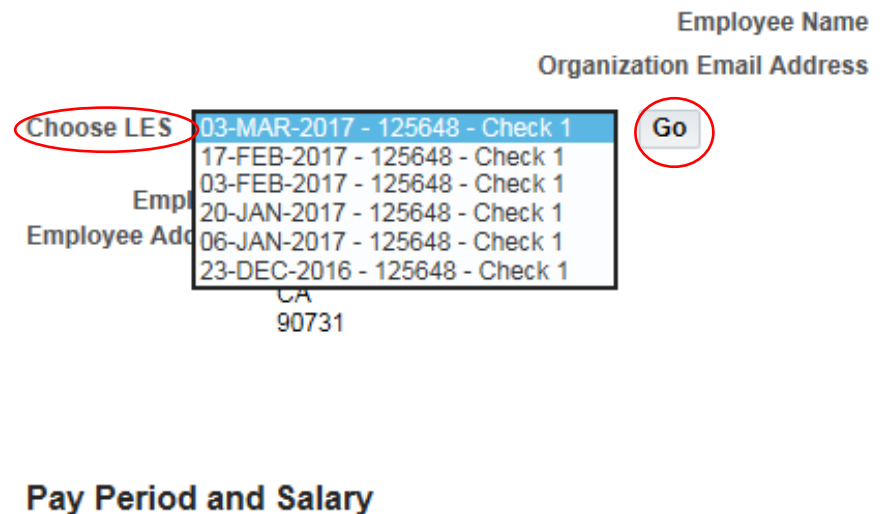 Employee Name
Organization Email Address
Choose LES 03-MAR-2017 - 125648 - Check 1 Go
17-FEB-2017 - 125648 - Check 1
03-FEB-2017 - 125648 - Check 1
20-JAN-2017 - 125648 - Check 1
06-JAN-2017 - 125648 - Check 1
23-DEC-2016 - 125648 - Check 1
Empl
Employee Add
CA
90731
Pay Period and Salary